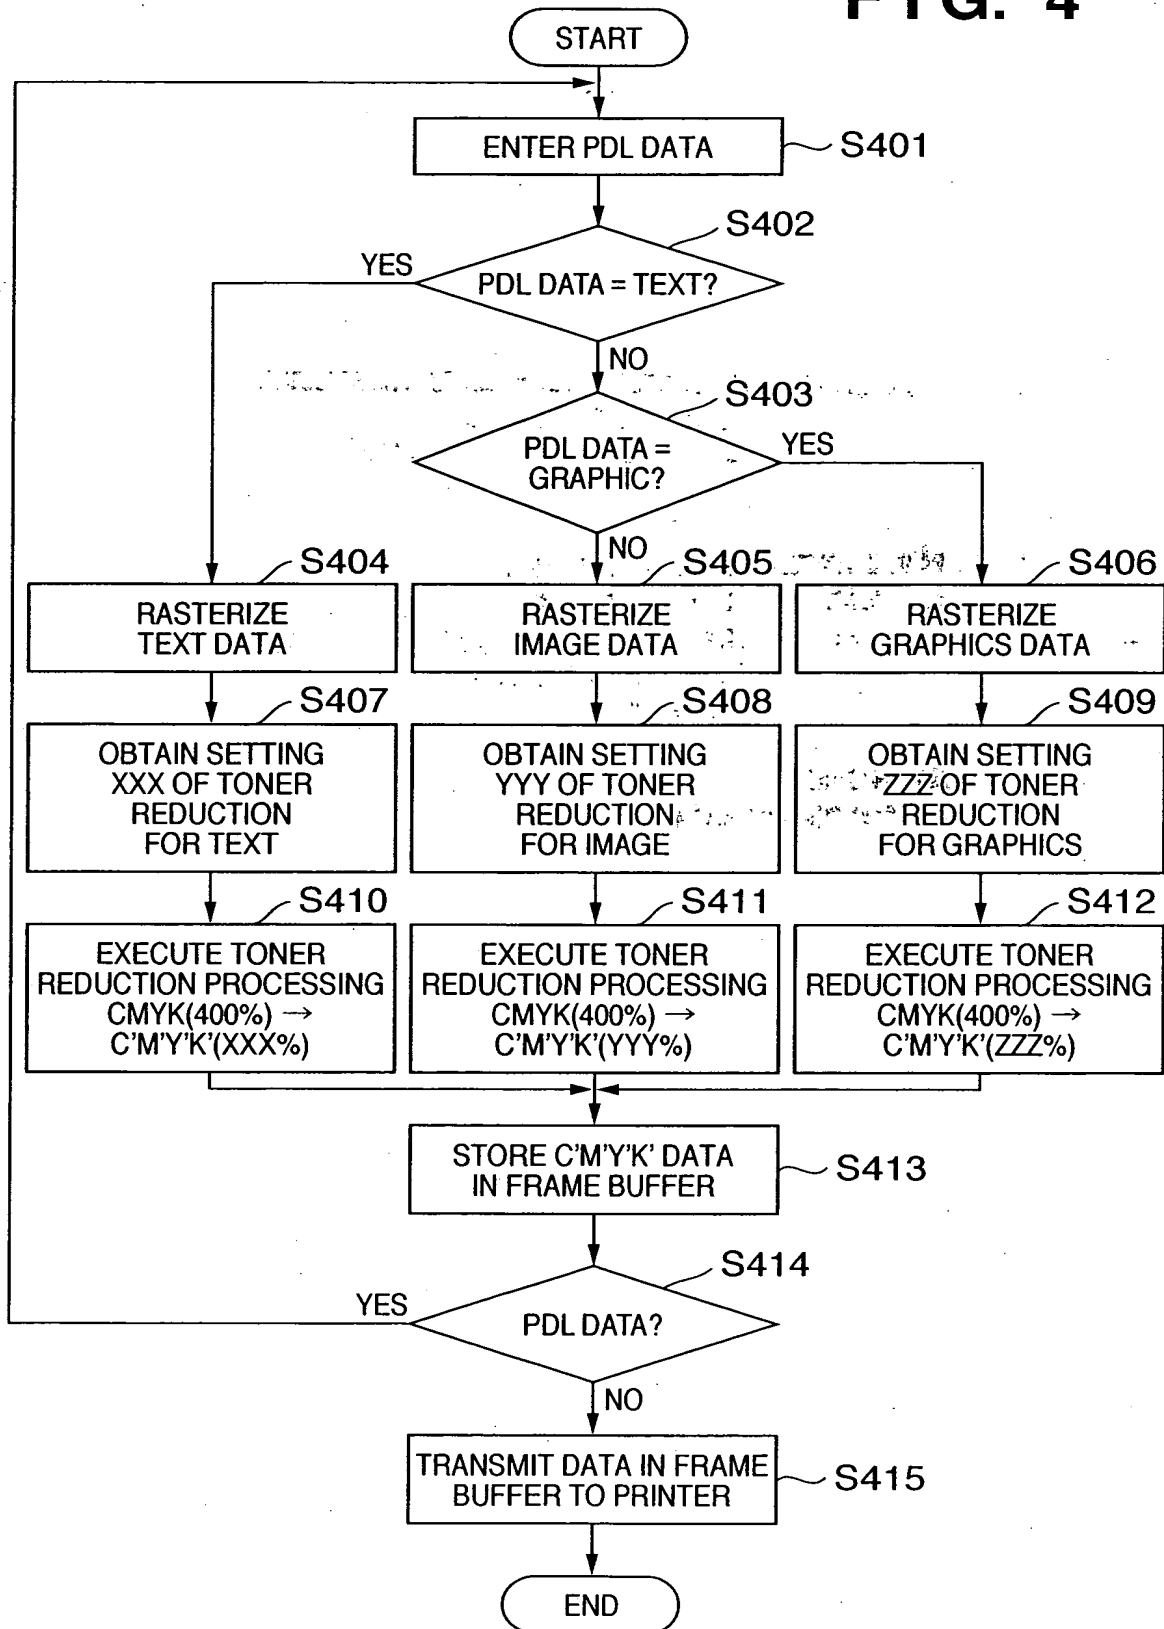 FIG. 4
START
ENTER PDL DATA
S401
S402
YES
PDL DATA = TEXT?
NO
S403
PDL DATA =
GRAPHIC?
YES
NO
S404
RASTERIZE
TEXT DATA
S405
RASTERIZE
IMAGE DATA
S406
RASTERIZE
GRAPHICS DATA
S407
OBTAIN SETTING
XXX OF TONER
REDUCTION
FOR TEXT
S408
OBTAIN SETTING
YYY OF TONER
REDUCTION
FOR IMAGE
S409
OBTAIN SETTING
ZZZ OF TONER
REDUCTION
FOR GRAPHICS
S410
EXECUTE TONER
REDUCTION PROCESSING
CMYK(400%) →
C'M'Y'K'(XXX%)
S411
EXECUTE TONER
REDUCTION PROCESSING
CMYK(400%) →
C'M'Y'K'(YYY%)
S412
EXECUTE TONER
REDUCTION PROCESSING
CMYK(400%) →
C'M'Y'K'(ZZZ%)
STORE C'M'Y'K' DATA
IN FRAME BUFFER
S413
S414
YES
PDL DATA?
NO
TRANSMIT DATA IN FRAME
BUFFER TO PRINTER
S415
END